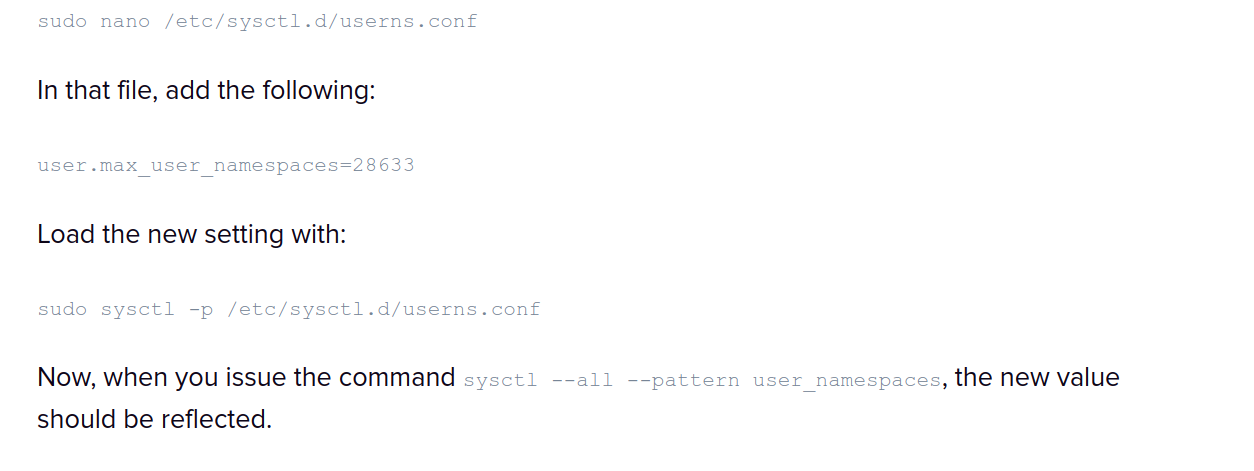 sudo nano /etc/sysctl.d/userns.conf
In that file, add the following:
user.max_user_namespaces=28633
Load the new setting with:
sudo sysctl -p /etc/sysctl.d/userns.conf
Now, when you issue the command sysctl --all --pattern user_namespaces, the new value
should be reflected.